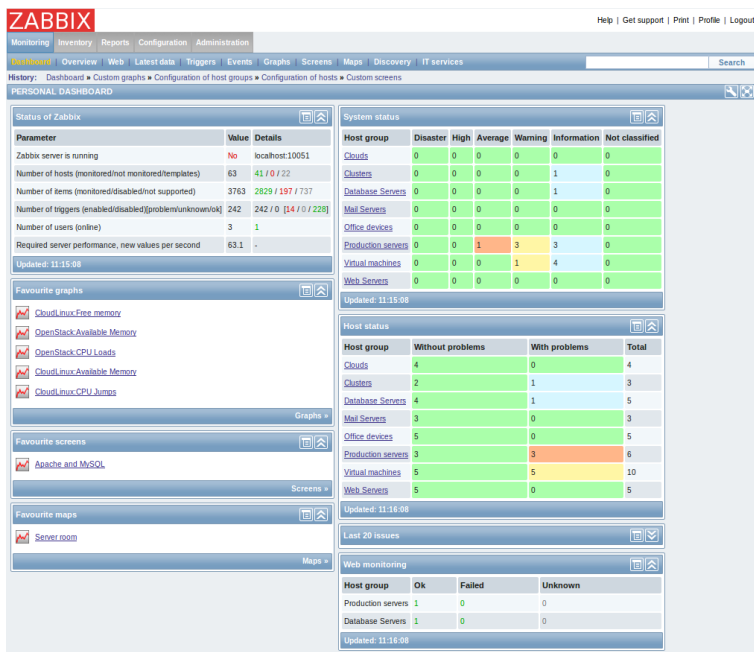 ZABBIX
Help | Get support | Print | Profile | Logout
Monitoring Inventory Reports Configuration Administration
Dashboard | Overview | Web | Latest data | Triggers | Events | Graphs | Screens | Maps | Discovery | IT services Search
History: Dashboard » Custom graphs » Configuration of host groups » Configuration of hosts » Custom screens
PERSONAL DASHBOARD
Status of Zabbix
Parameter Value Details
Zabbix server is running No localhost:10051
Number of hosts (monitored/not monitored/templates) 63 41 / 0 / 22
Number of items (monitored/disabled/not supported) 3763 2829 / 197 / 737
Number of triggers (enabled/disabled)[problem/unknown/ok] 242 242 / 0 [14 / 0 / 228]
Number of users (online) 3 1
Required server performance, new values per second 63.1 -
Updated: 11:15:08
Favourite graphs
CloudLinux:Free memory
OpenStack:Available Memory
OpenStack:CPU Loads
CloudLinux:Available Memory
CloudLinux:CPU Jumps
Graphs »
Favourite screens
Apache and MySQL
Screens »
Favourite maps
Server room
Maps »
System status
Host group Disaster High Average Warning Information Not classified
Clouds 0 0 0 0 0 0
Clusters 0 0 0 0 1 0
Database Servers 0 0 0 0 1 0
Mail Servers 0 0 0 0 0 0
Office devices 0 0 0 0 0 0
Production servers 0 0 1 3 3 0
Virtual machines 0 0 0 1 4 0
Web Servers 0 0 0 0 0 0
Updated: 11:15:08
Host status
Host group Without problems With problems Total
Clouds 4 0 4
Clusters 2 1 3
Database Servers 4 1 5
Mail Servers 3 0 3
Office devices 5 0 5
Production servers 3 3 6
Virtual machines 5 5 10
Web Servers 5 0 5
Updated: 11:16:08
Last 20 issues
Web monitoring
Host group Ok Failed Unknown
Production servers 1 0 0
Database Servers 1 0 0
Updated: 11:16:08